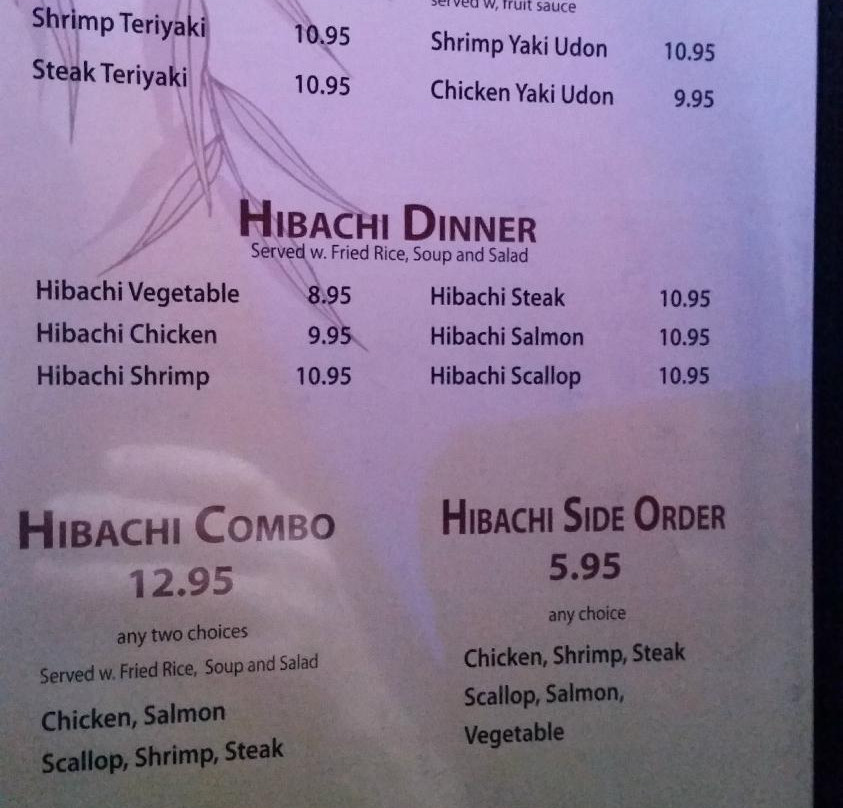 served w, fruit sauce
Shrimp Teriyaki 10.95
Steak Teriyaki 10.95
Shrimp Yaki Udon 10.95
Chicken Yaki Udon 9.95
HIBACHI DINNER
Served w. Fried Rice, Soup and Salad
Hibachi Vegetable 8.95
Hibachi Chicken 9.95
Hibachi Shrimp 10.95
Hibachi Steak 10.95
Hibachi Salmon 10.95
Hibachi Scallop 10.95
HIBACHI COMBO
12.95
any two choices
Served w. Fried Rice, Soup and Salad
Chicken, Salmon
Scallop, Shrimp, Steak
HIBACHI SIDE ORDER
5.95
any choice
Chicken, Shrimp, Steak
Scallop, Salmon,
Vegetable